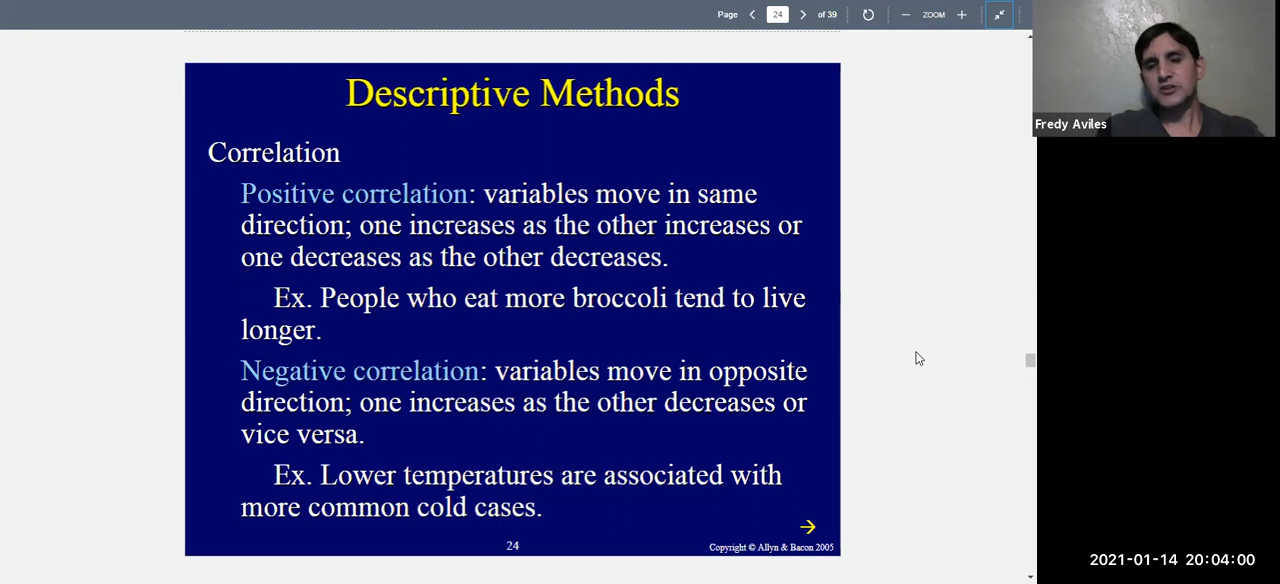 Page 24 of 39 ZOOM
Fredy Aviles
Descriptive Methods
Correlation
Positive correlation: variables move in same
direction; one increases as the other increases or
one decreases as the other decreases.
Ex. People who eat more broccoli tend to live
longer.
Negative correlation: variables move in opposite
direction; one increases as the other decreases or
vice versa.
Ex. Lower temperatures are associated with
more common cold cases.
24
Copyright © Allyn & Bacon 2005
2021-01-14 20:04:00